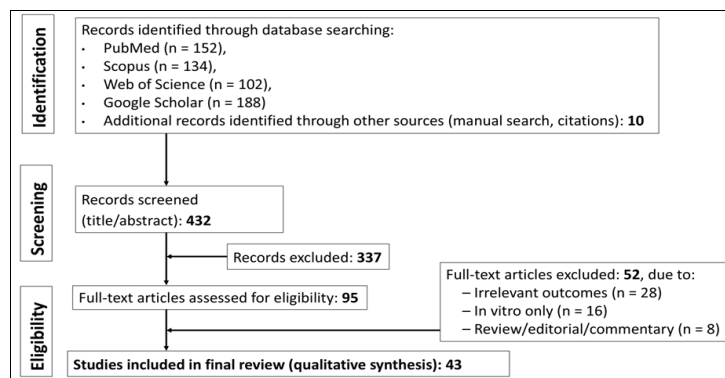 Identification
Records identified through database searching:
· PubMed (n = 152),
· Scopus (n = 134),
· Web of Science (n = 102),
· Google Scholar (n = 188)
· Additional records identified through other sources (manual search, citations): 10
Screening
Records screened
(title/abstract): 432
Records excluded: 337
Eligibility
Full-text articles assessed for eligibility: 95
Full-text articles excluded: 52, due to:
– Irrelevant outcomes (n = 28)
– In vitro only (n = 16)
– Review/editorial/commentary (n = 8)
Studies included in final review (qualitative synthesis): 43